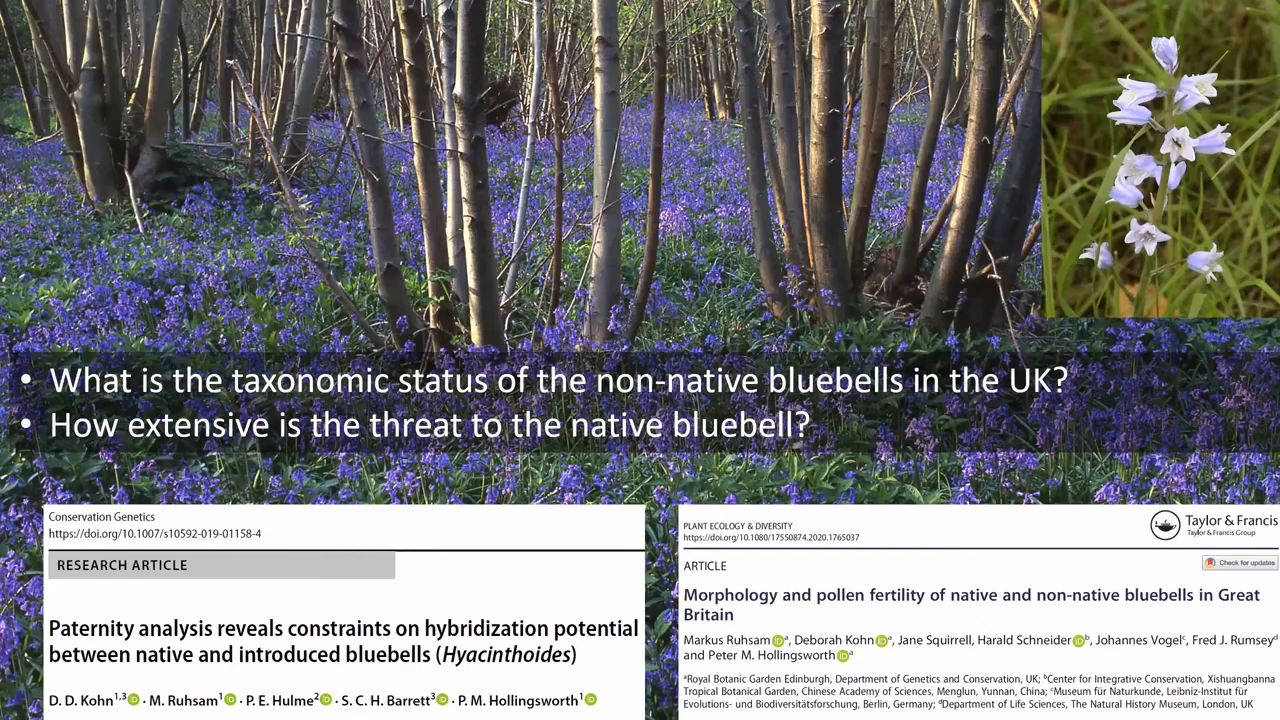 • What is the taxonomic status of the non-native bluebells in the UK?
• How extensive is the threat to the native bluebell?
Conservation Genetics
https://doi.org/10.1007/s10592-019-01158-4
RESEARCH ARTICLE
Paternity analysis reveals constraints on hybridization potential
between native and introduced bluebells (Hyacinthoides)
D. D. Kohn1,3 · M. Ruhsam1 · P. E. Hulme2 · S. C. H. Barrett3 · P. M. Hollingsworth1
PLANT ECOLOGY & DIVERSITY
https://doi.org/10.1080/17550874.2020.1765037
Taylor & Francis
Taylor & Francis Group
ARTICLE
Check for updates
Morphology and pollen fertility of native and non-native bluebells in Great
Britain
Markus Ruhsam a, Deborah Kohn a, Jane Squirrell, Harald Schneider b, Johannes Vogelc, Fred J. Rumseyd
and Peter M. Hollingsworth a
aRoyal Botanic Garden Edinburgh, Department of Genetics and Conservation, UK; bCenter for Integrative Conservation, Xishuangbanna
Tropical Botanical Garden, Chinese Academy of Sciences, Menglun, Yunnan, China; cMuseum für Naturkunde, Leibniz-Institut für
Evolutions- und Biodiversitätsforschung, Berlin, Germany; dDepartment of Life Sciences, The Natural History Museum, London, UK